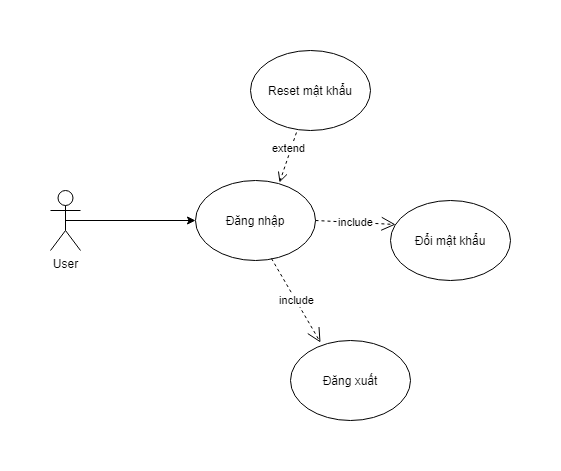 Reset mật khẩu
extend
Đăng nhập
include
Đổi mật khẩu
User
include
Đăng xuất